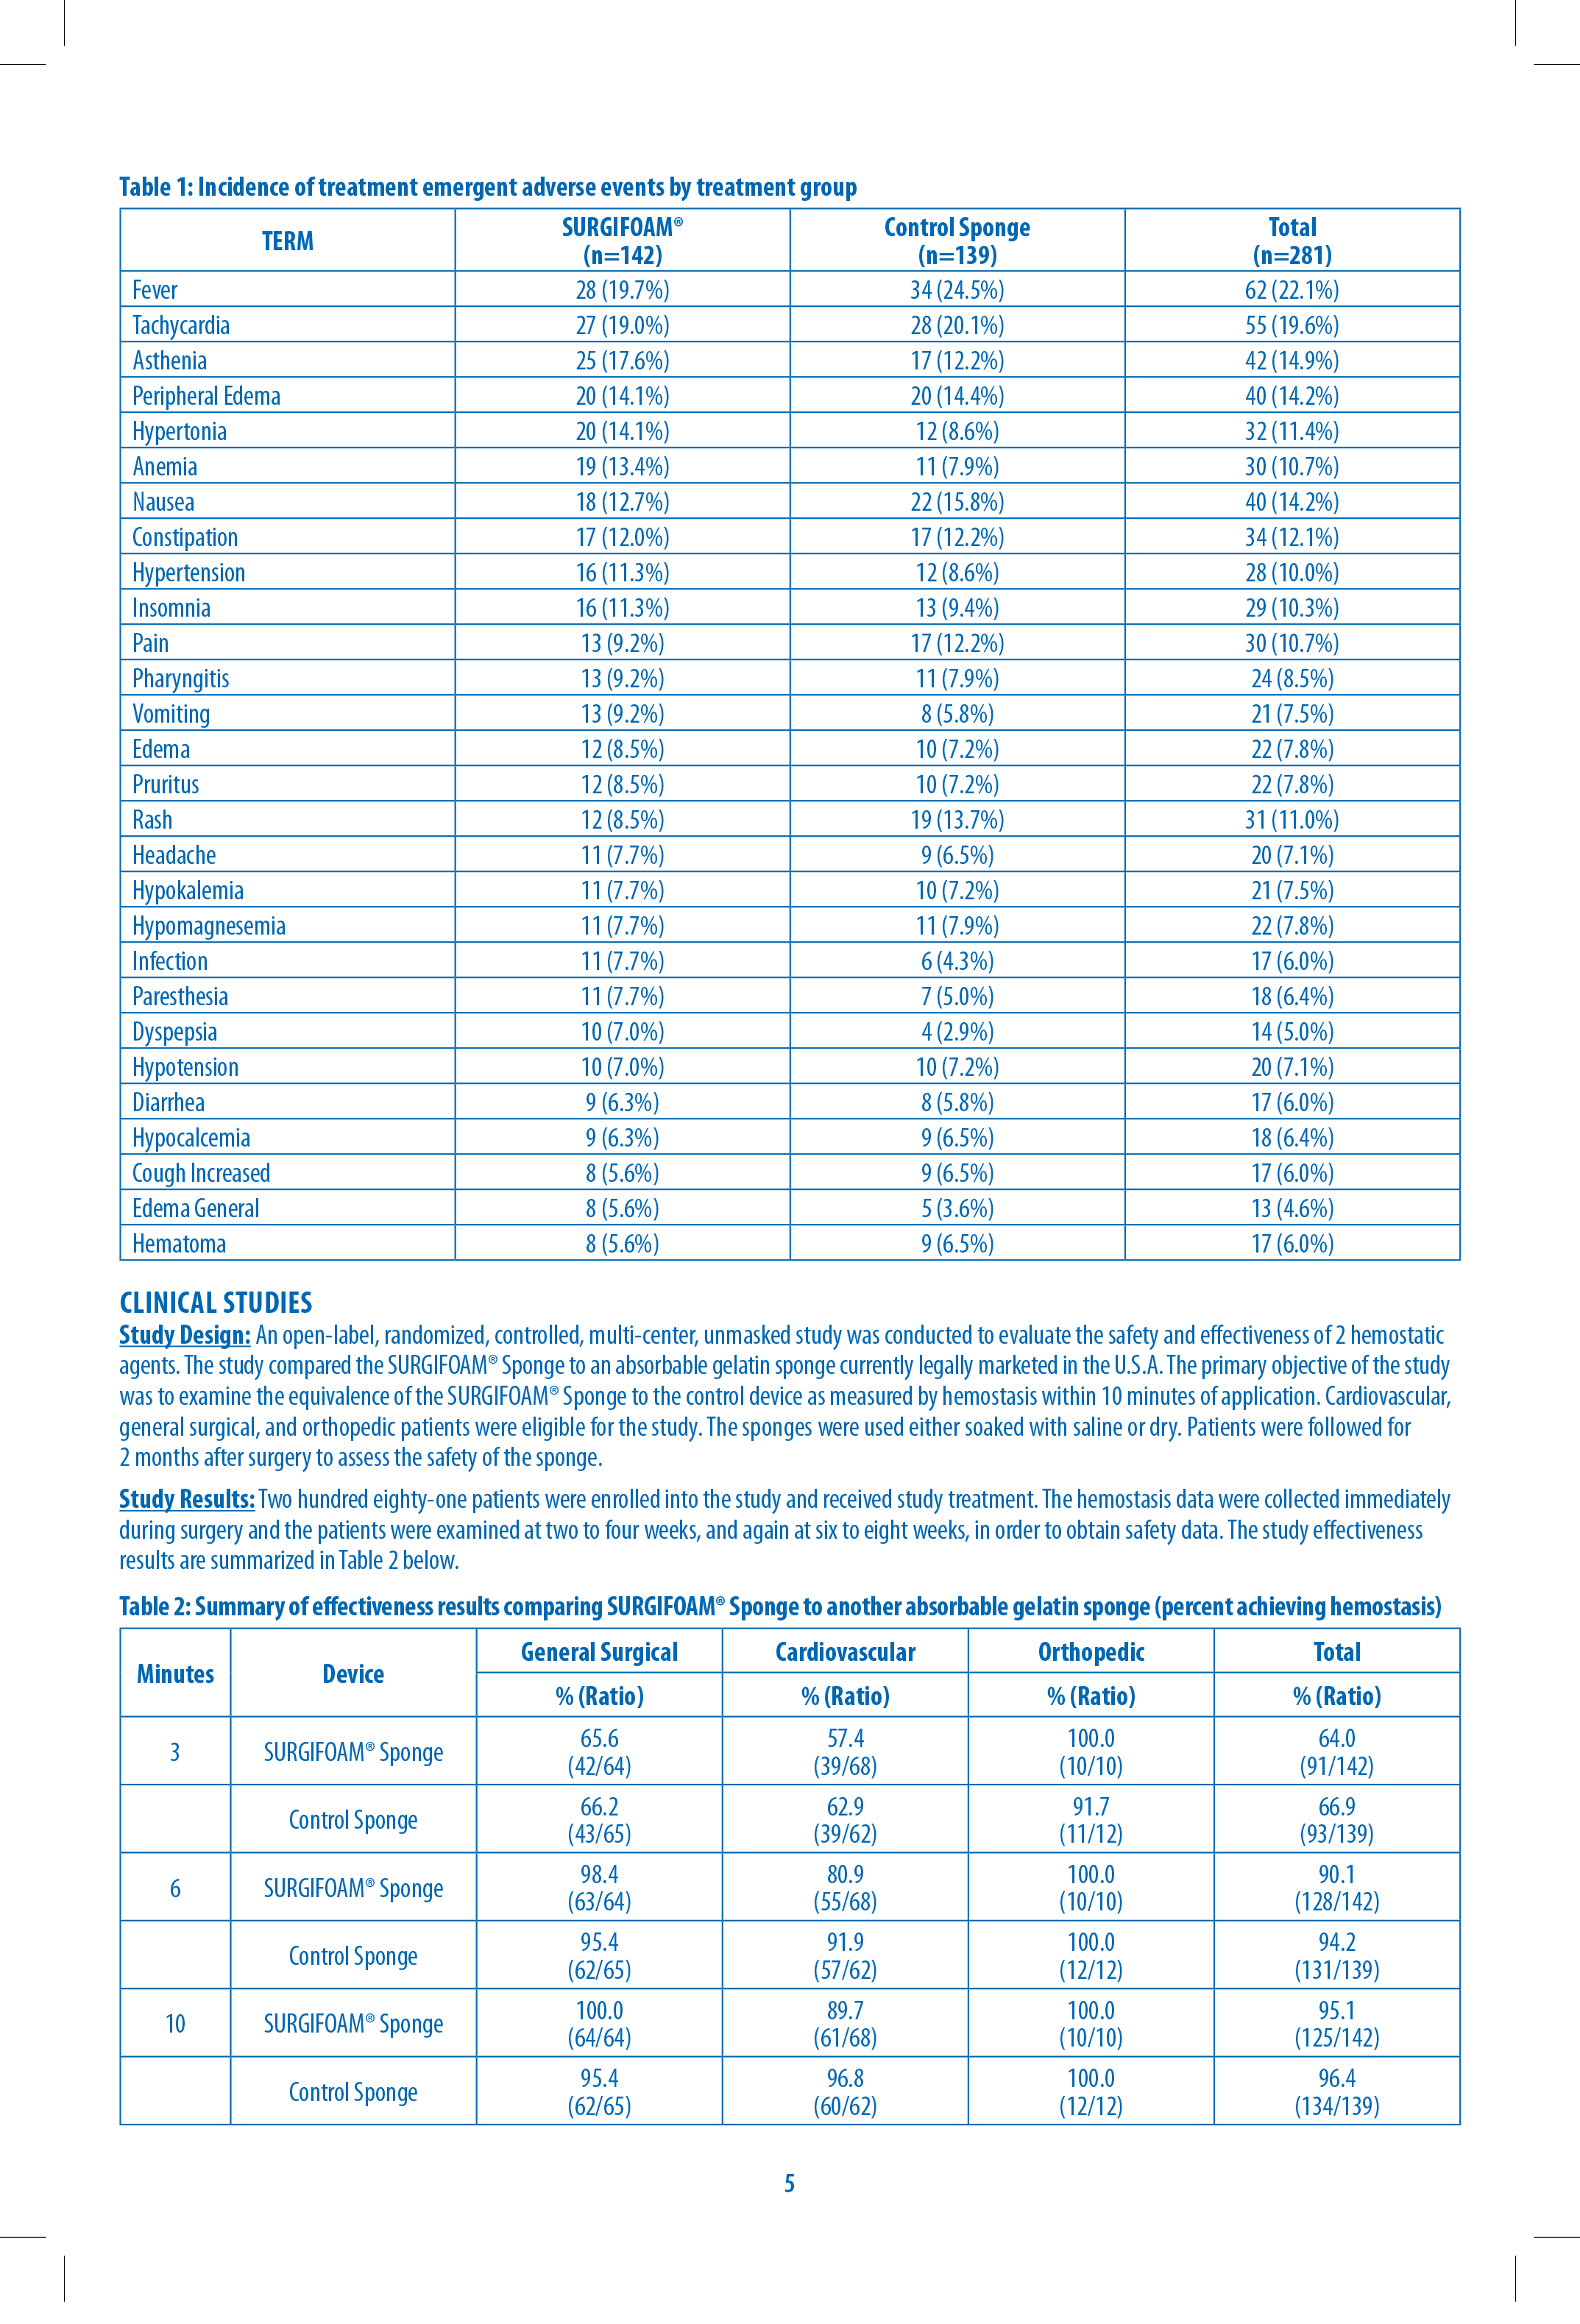 Table 1: Incidence of treatment emergent adverse events by treatment group
TERM SURGIFOAM® (n=142) Control Sponge (n=139) Total (n=281)
Fever 28 (19.7%) 34 (24.5%) 62 (22.1%)
Tachycardia 27 (19.0%) 28 (20.1%) 55 (19.6%)
Asthenia 25 (17.6%) 17 (12.2%) 42 (14.9%)
Peripheral Edema 20 (14.1%) 20 (14.4%) 40 (14.2%)
Hypertonia 20 (14.1%) 12 (8.6%) 32 (11.4%)
Anemia 19 (13.4%) 11 (7.9%) 30 (10.7%)
Nausea 18 (12.7%) 22 (15.8%) 40 (14.2%)
Constipation 17 (12.0%) 17 (12.2%) 34 (12.1%)
Hypertension 16 (11.3%) 12 (8.6%) 28 (10.0%)
Insomnia 16 (11.3%) 13 (9.4%) 29 (10.3%)
Pain 13 (9.2%) 17 (12.2%) 30 (10.7%)
Pharyngitis 13 (9.2%) 11 (7.9%) 24 (8.5%)
Vomiting 13 (9.2%) 8 (5.8%) 21 (7.5%)
Edema 12 (8.5%) 10 (7.2%) 22 (7.8%)
Pruritus 12 (8.5%) 10 (7.2%) 22 (7.8%)
Rash 12 (8.5%) 19 (13.7%) 31 (11.0%)
Headache 11 (7.7%) 9 (6.5%) 20 (7.1%)
Hypokalemia 11 (7.7%) 10 (7.2%) 21 (7.5%)
Hypomagnesemia 11 (7.7%) 11 (7.9%) 22 (7.8%)
Infection 11 (7.7%) 6 (4.3%) 17 (6.0%)
Paresthesia 11 (7.7%) 7 (5.0%) 18 (6.4%)
Dyspepsia 10 (7.0%) 4 (2.9%) 14 (5.0%)
Hypotension 10 (7.0%) 10 (7.2%) 20 (7.1%)
Diarrhea 9 (6.3%) 8 (5.8%) 17 (6.0%)
Hypocalcemia 9 (6.3%) 9 (6.5%) 18 (6.4%)
Cough Increased 8 (5.6%) 9 (6.5%) 17 (6.0%)
Edema General 8 (5.6%) 5 (3.6%) 13 (4.6%)
Hematoma 8 (5.6%) 9 (6.5%) 17 (6.0%)
CLINICAL STUDIES
Study Design: An open-label, randomized, controlled, multi-center, unmasked study was conducted to evaluate the safety and effectiveness of 2 hemostatic
agents. The study compared the SURGIFOAM® Sponge to an absorbable gelatin sponge currently legally marketed in the U.S.A. The primary objective of the study
was to examine the equivalence of the SURGIFOAM® Sponge to the control device as measured by hemostasis within 10 minutes of application. Cardiovascular,
general surgical, and orthopedic patients were eligible for the study. The sponges were used either soaked with saline or dry. Patients were followed for
2 months after surgery to assess the safety of the sponge.
Study Results: Two hundred eighty-one patients were enrolled into the study and received study treatment. The hemostasis data were collected immediately
during surgery and the patients were examined at two to four weeks, and again at six to eight weeks, in order to obtain safety data. The study effectiveness
results are summarized in Table 2 below.
Table 2: Summary of effectiveness results comparing SURGIFOAM® Sponge to another absorbable gelatin sponge (percent achieving hemostasis)
Minutes Device General Surgical Cardiovascular Orthopedic Total
% (Ratio) % (Ratio) % (Ratio) % (Ratio)
3 SURGIFOAM® Sponge 65.6 (42/64) 57.4 (39/68) 100.0 (10/10) 64.0 (91/142)
Control Sponge 66.2 (43/65) 62.9 (39/62) 91.7 (11/12) 66.9 (93/139)
6 SURGIFOAM® Sponge 98.4 (63/64) 80.9 (55/68) 100.0 (10/10) 90.1 (128/142)
Control Sponge 95.4 (62/65) 91.9 (57/62) 100.0 (12/12) 94.2 (131/139)
10 SURGIFOAM® Sponge 100.0 (64/64) 89.7 (61/68) 100.0 (10/10) 95.1 (125/142)
Control Sponge 95.4 (62/65) 96.8 (60/62) 100.0 (12/12) 96.4 (134/139)
5